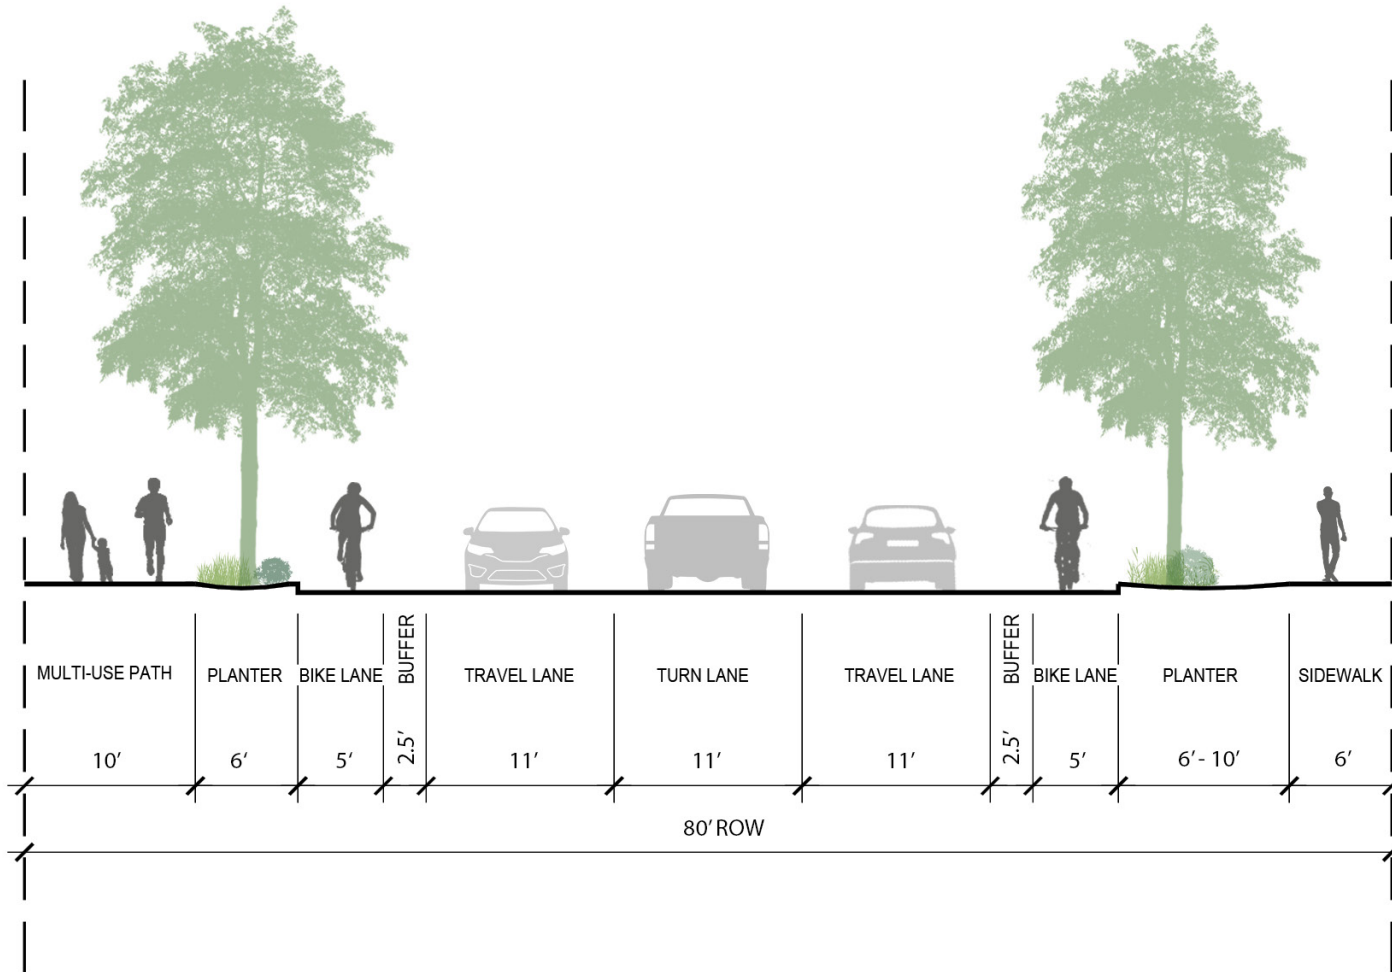 MULTI-USE PATH PLANTER BIKE LANE BUFFER TRAVEL LANE TURN LANE TRAVEL LANE BUFFER BIKE LANE PLANTER SIDEWALK
10' 6' 5' 2.5' 11' 11' 11' 2.5' 5' 6' - 10' 6'
80' ROW